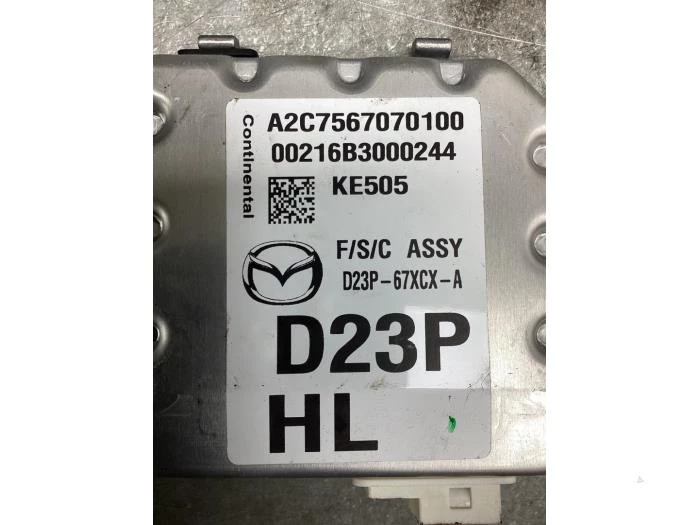 Continental
A2C7567070100
00216B3000244
KE505
F/S/C ASSY
D23P-67XCX-A
D23P
HL